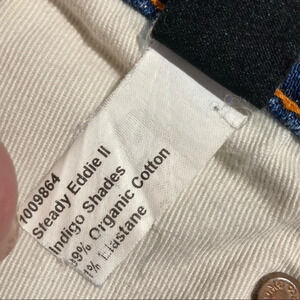 1009864
Steady Eddie II
Indigo Shades
99% Organic Cotton
1% Elastane